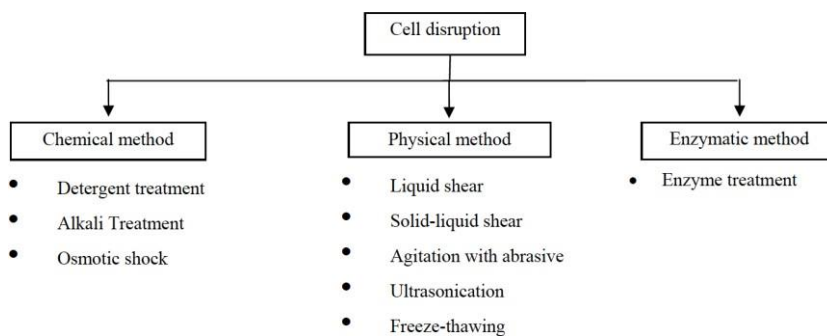 Cell disruption
Chemical method
Detergent treatment
Alkali Treatment
Osmotic shock
Physical method
Liquid shear
Solid-liquid shear
Agitation with abrasive
Ultrasonication
Freeze-thawing
Enzymatic method
Enzyme treatment